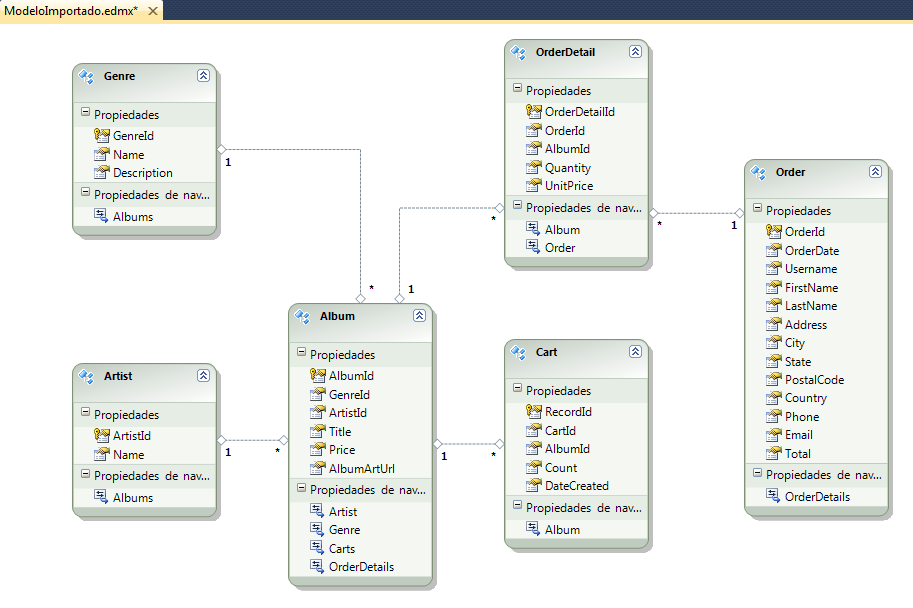 ModeloImportado.edmx*
Genre
Propiedades
GenreId
Name
Description
Propiedades de nav...
Albums
1
*
Artist
Propiedades
ArtistId
Name
Propiedades de nav...
Albums
1
*
Album
Propiedades
AlbumId
GenreId
ArtistId
Title
Price
AlbumArtUrl
Propiedades de nav...
Artist
Genre
Carts
OrderDetails
1
*
1
*
OrderDetail
Propiedades
OrderDetailId
OrderId
AlbumId
Quantity
UnitPrice
Propiedades de nav...
Album
Order
*
1
Cart
Propiedades
RecordId
CartId
AlbumId
Count
DateCreated
Propiedades de nav...
Album
Order
Propiedades
OrderId
OrderDate
Username
FirstName
LastName
Address
City
State
PostalCode
Country
Phone
Email
Total
Propiedades de nav...
OrderDetails